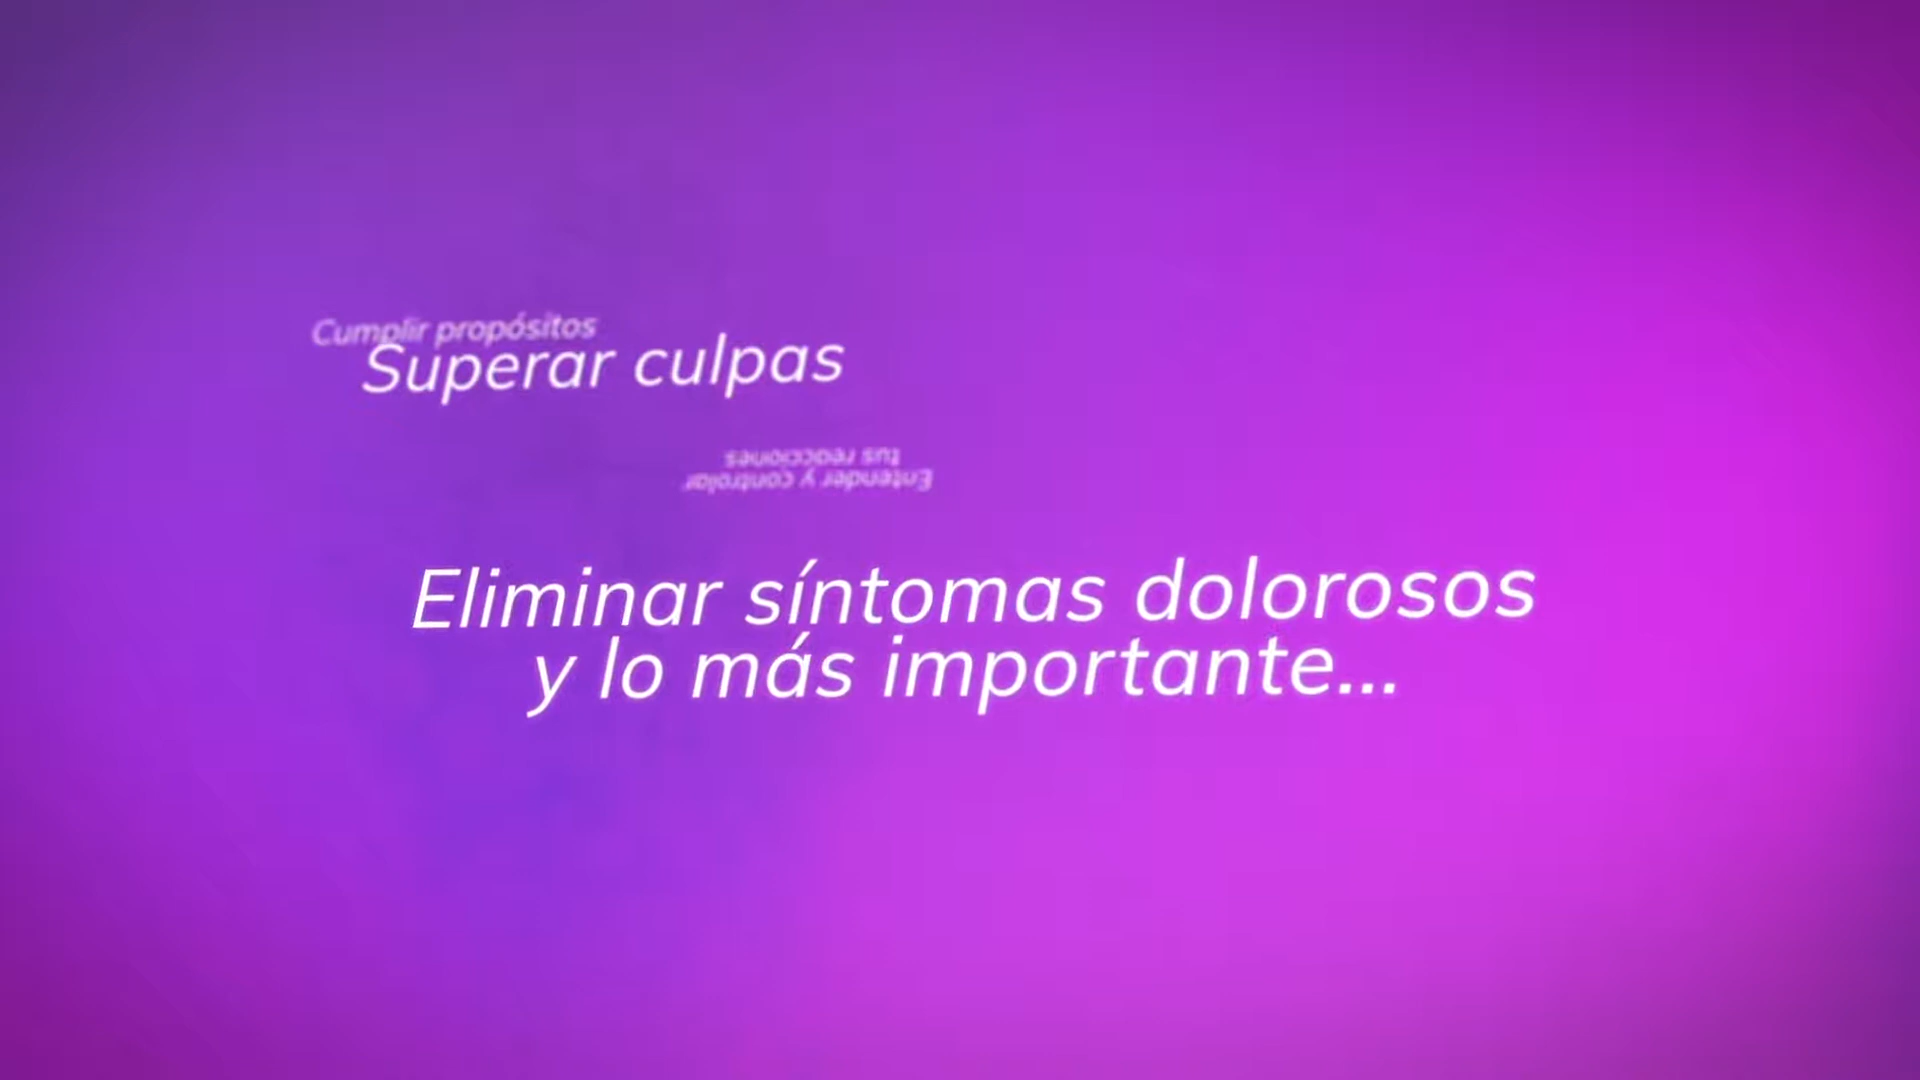 Cumplir propósitos
Superar culpas
Entender y controlar
tus reacciones
Eliminar síntomas dolorosos
y lo más importante...